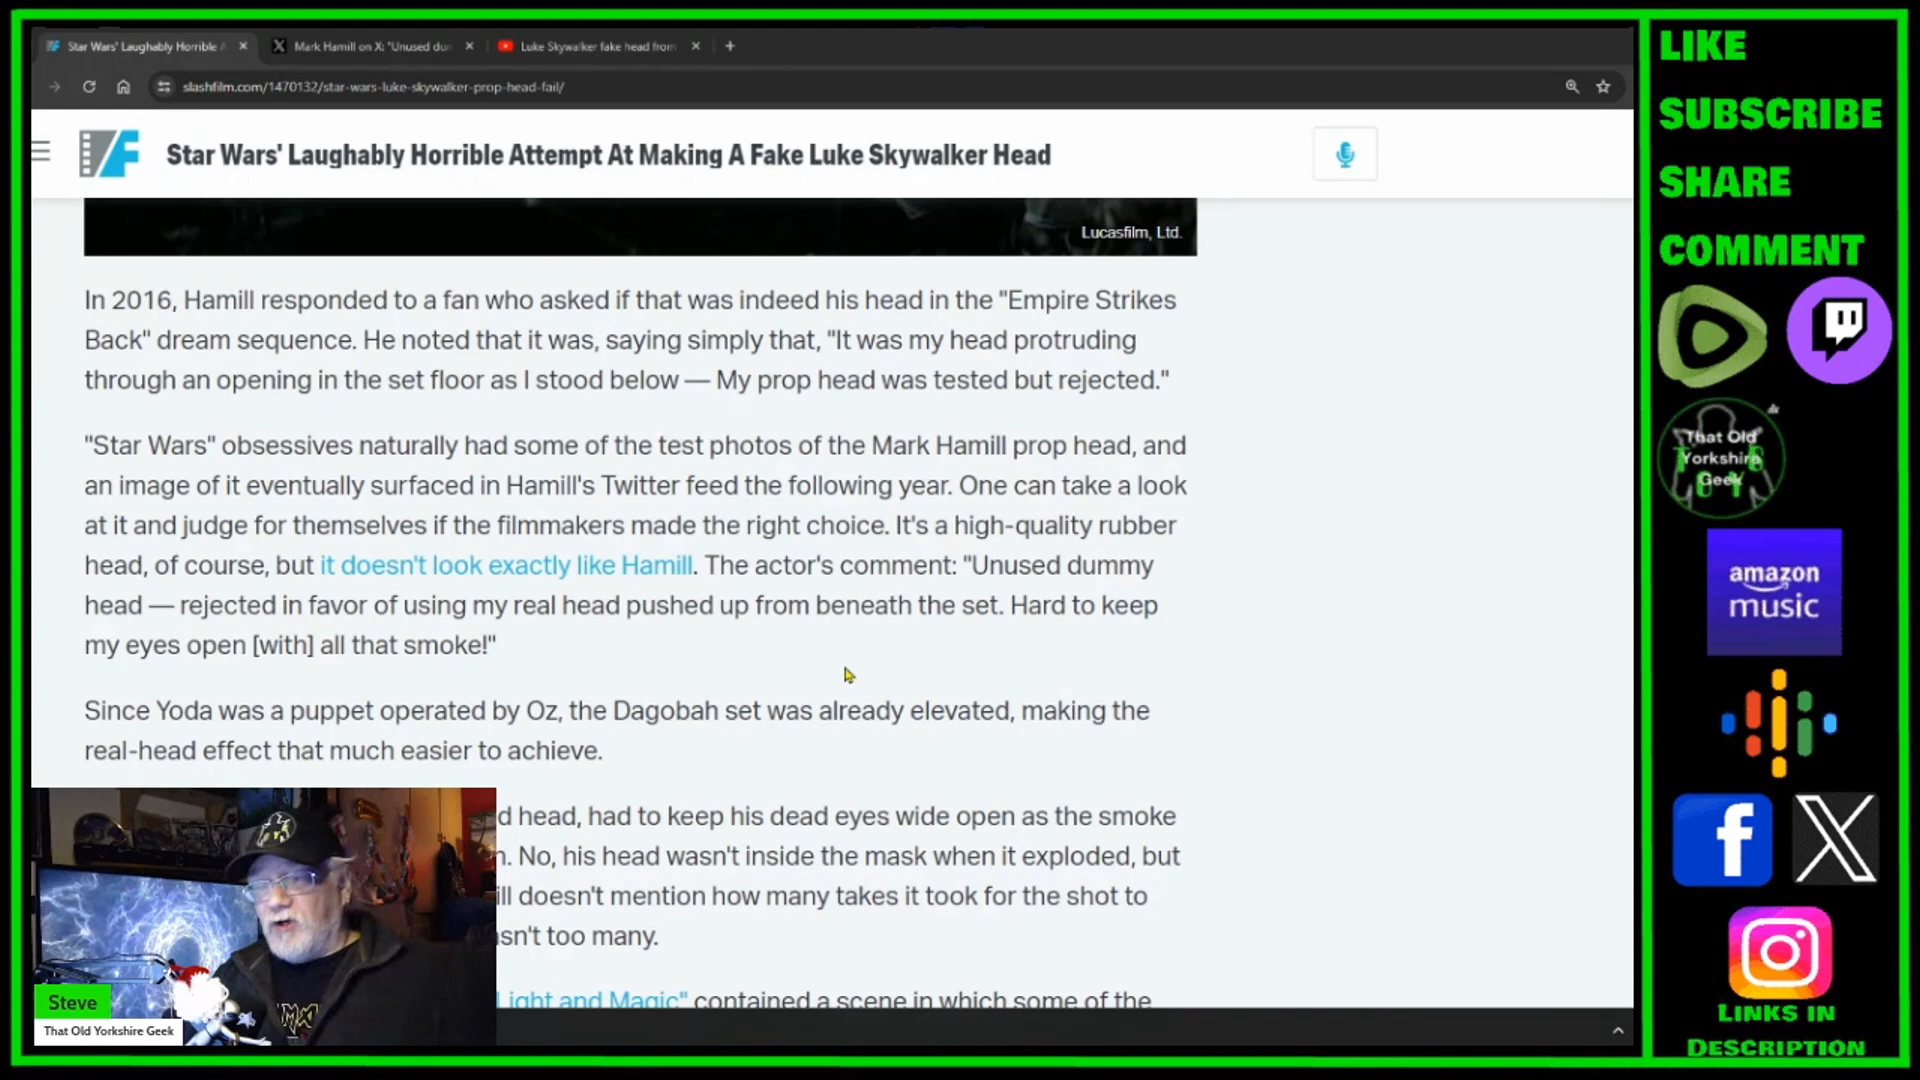 Star Wars' Laughably Horrible
Mark Hamill on X: "Unused dum
Luke Skywalker fake head from
slashfilm.com/1470132/star-wars-luke-skywalker-prop-head-fail/
Star Wars' Laughably Horrible Attempt At Making A Fake Luke Skywalker Head
Lucasfilm, Ltd.
In 2016, Hamill responded to a fan who asked if that was indeed his head in the "Empire Strikes
Back" dream sequence. He noted that it was, saying simply that, "It was my head protruding
through an opening in the set floor as I stood below — My prop head was tested but rejected."
"Star Wars" obsessives naturally had some of the test photos of the Mark Hamill prop head, and
an image of it eventually surfaced in Hamill's Twitter feed the following year. One can take a look
at it and judge for themselves if the filmmakers made the right choice. It's a high-quality rubber
head, of course, but it doesn't look exactly like Hamill. The actor's comment: "Unused dummy
head — rejected in favor of using my real head pushed up from beneath the set. Hard to keep
my eyes open [with] all that smoke!"
Since Yoda was a puppet operated by Oz, the Dagobah set was already elevated, making the
real-head effect that much easier to achieve.
d head, had to keep his dead eyes wide open as the smoke
n. No, his head wasn't inside the mask when it exploded, but
ill doesn't mention how many takes it took for the shot to
asn't too many.
Light and Magic" contained a scene in which some of the
Steve
That Old Yorkshire Geek
LIKE
SUBSCRIBE
SHARE
COMMENT
That Old
Yorkshire
Geek
amazon
music
LINKS IN
DESCRIPTION